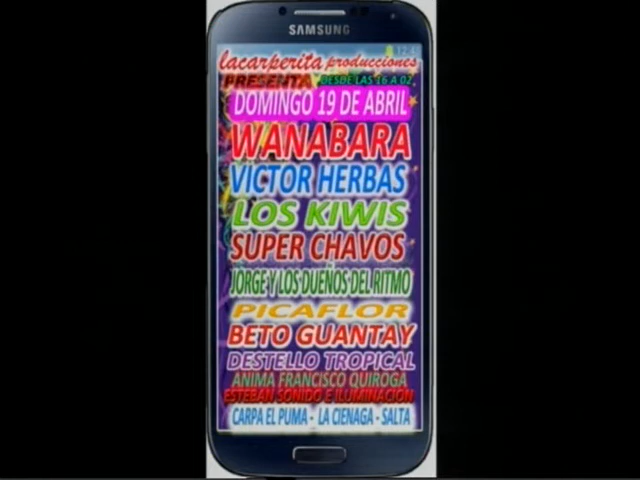 SAMSUNG
lacarperita producciones
PRESENTA DESDE LAS 16 A 02
DOMINGO 19 DE ABRIL
WANABARA
VICTOR HERBAS
LOS KIWIS
SUPER CHAVOS
JORGE Y LOS DUEÑOS DEL RITMO
PICAFLOR
BETO GUANTAY
DESTELLO TROPICAL
ANIMA FRANCISCO QUIROGA
ESTEBAN SONIDO E ILUMINACION
CARPA EL PUMA - LA CIENAGA - SALTA